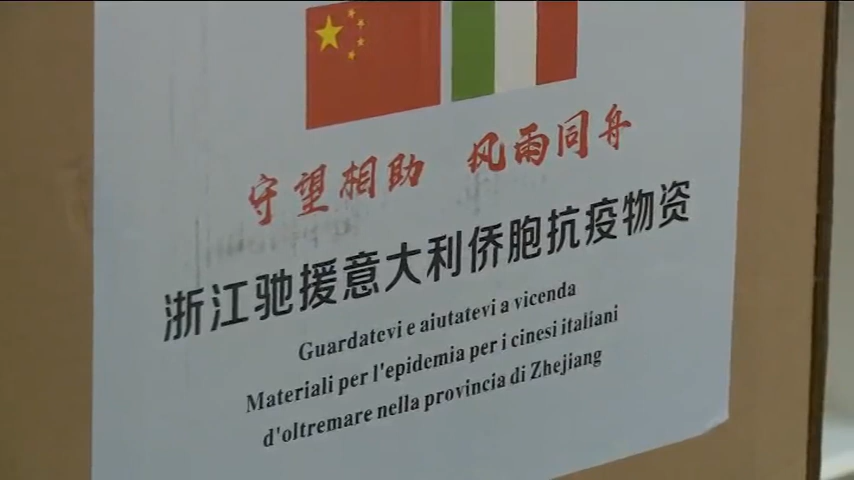 守望相助 风雨同舟
浙江驰援意大利侨胞抗疫物资
Guardatevi e aiutatevi a vicenda
Materiali per l'epidemia per i cinesi italiani
d'oltremare nella provincia di Zhejiang